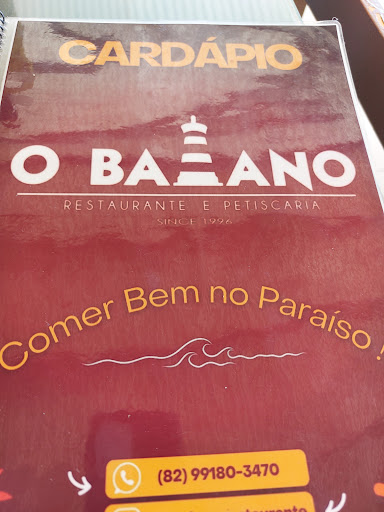 CARDÁPIO
O BAIANO
RESTAURANTE E PETISCARIA
SINCE 1996
Comer Bem no Paraíso !
(82) 99180-3470